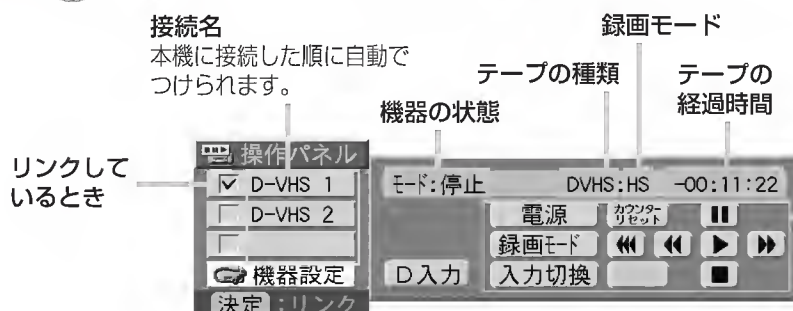 接続名
本機に接続した順に自動で
つけられます。
録画モード
テープの種類
テープの
経過時間
機器の状態
リンクして
いるとき
操作パネル
D-VHS 1
D-VHS 2
機器設定
決定:リンク
モード:停止 DVHS:HS -00:11:22
電源 カウンターリセット
録画モード
D入力 入力切換